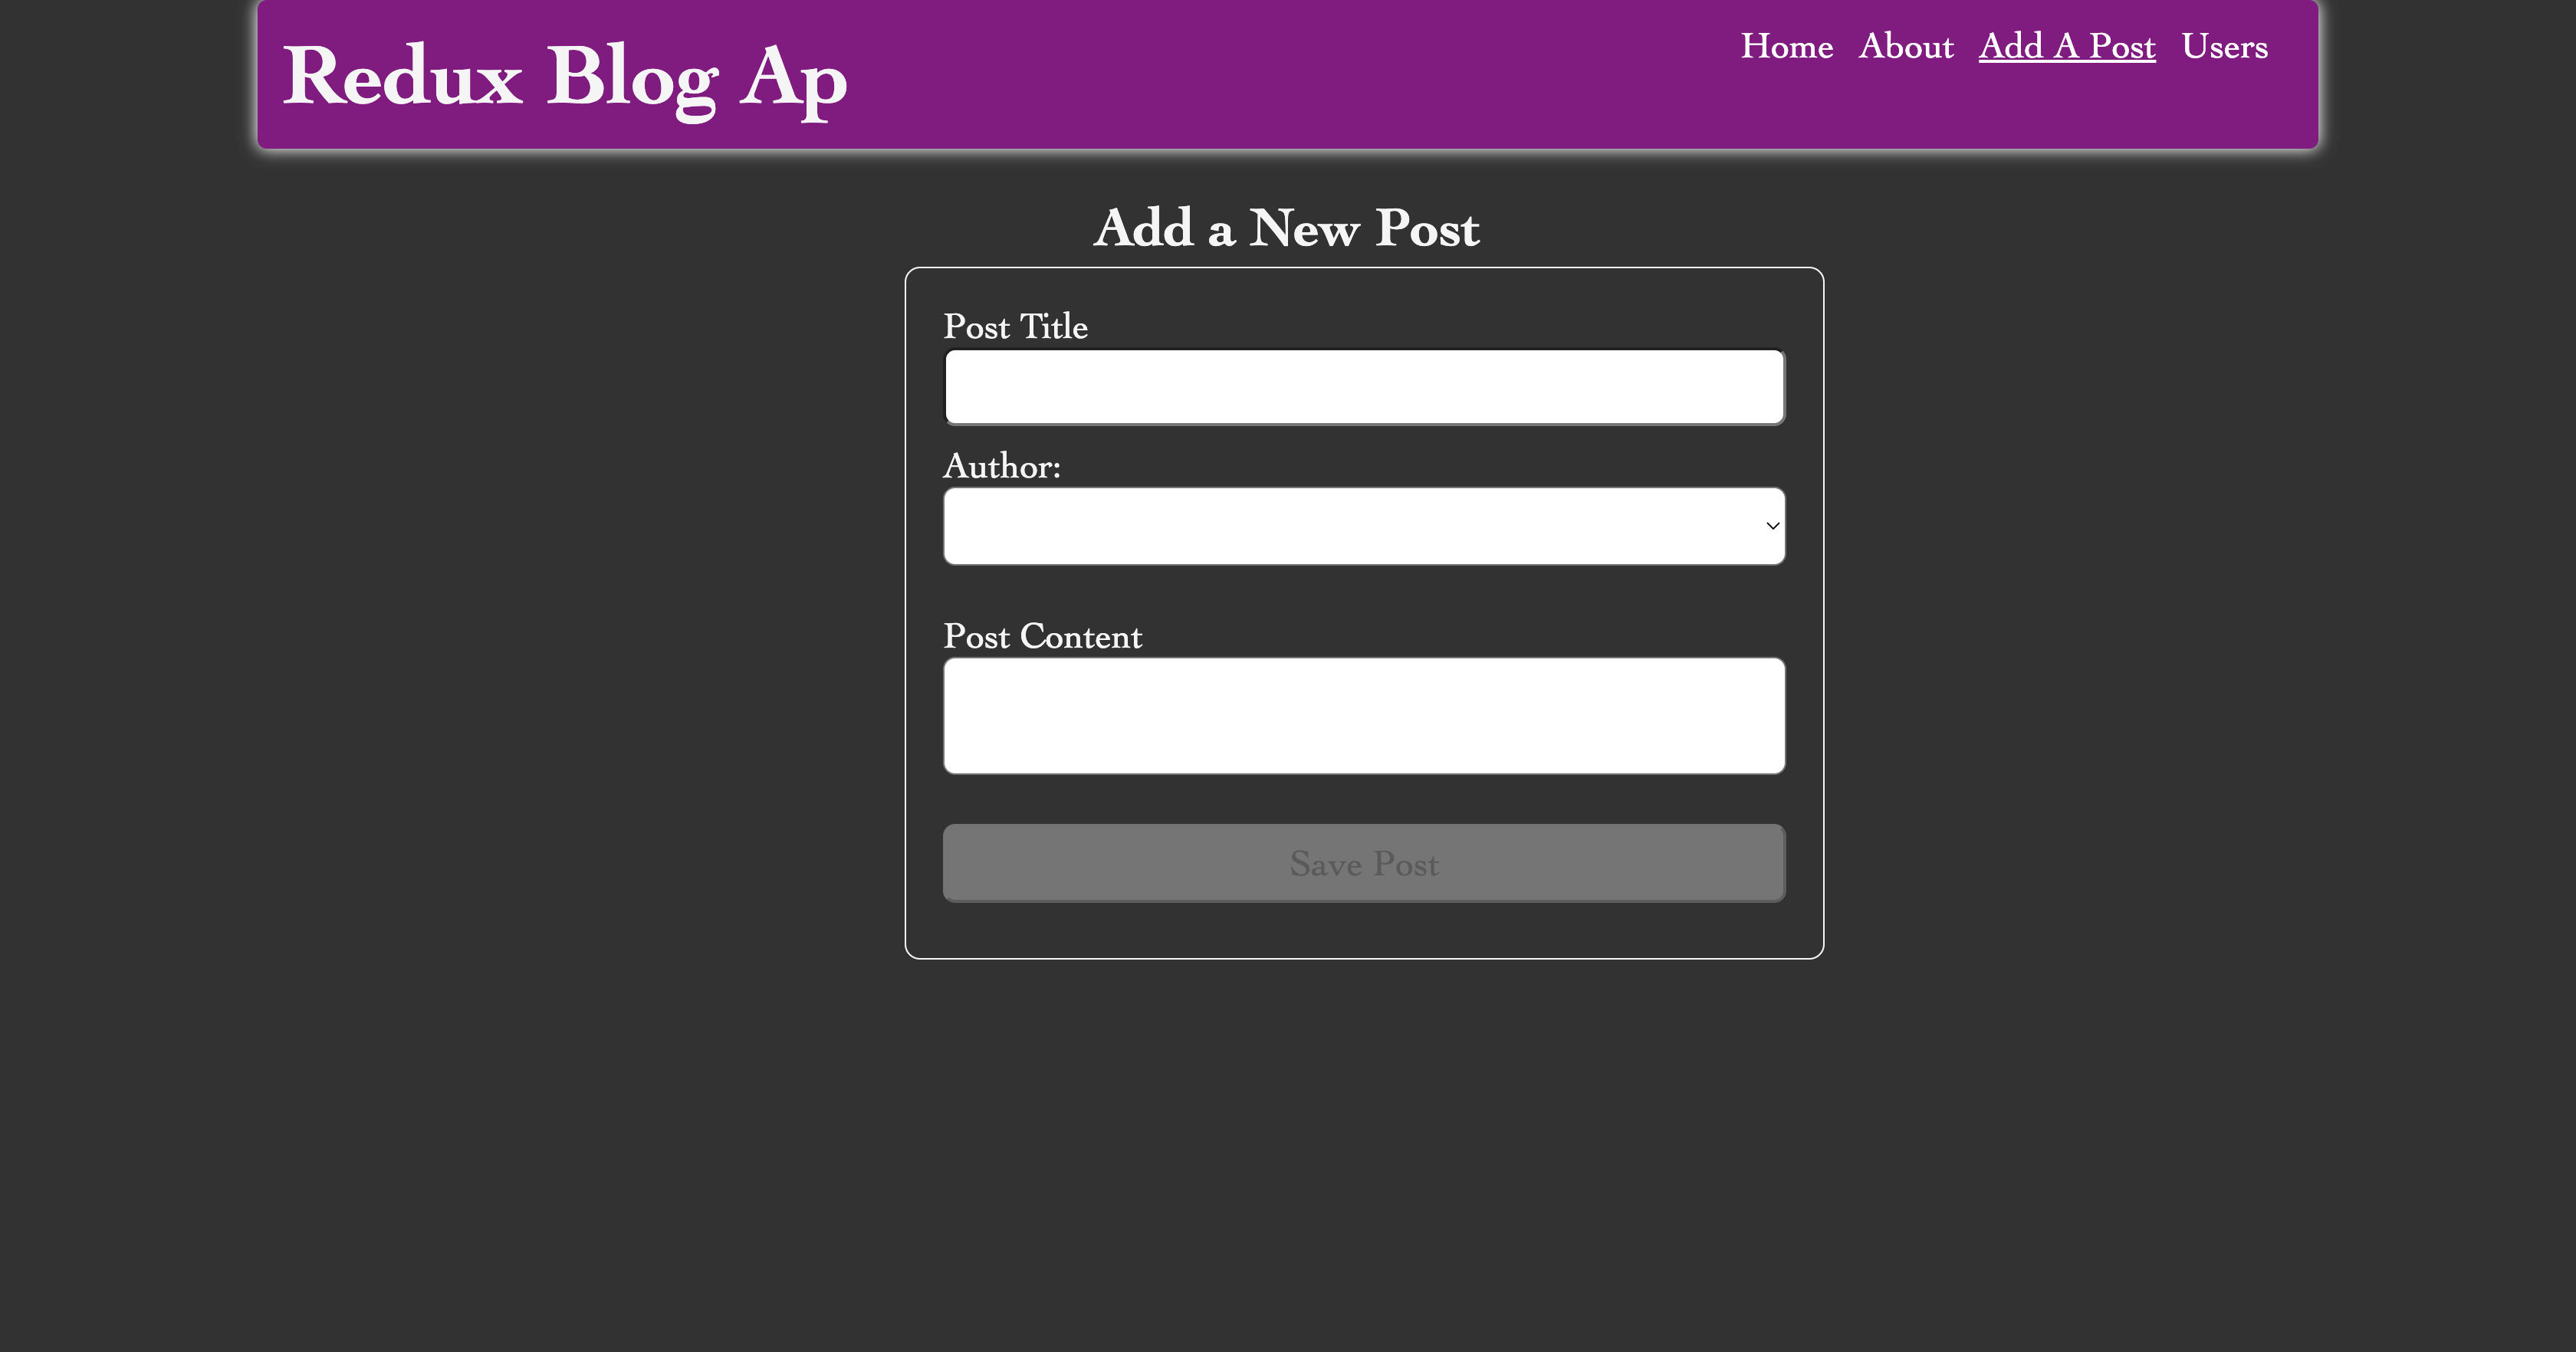 Redux Blog Ap
Home About Add A Post Users
Add a New Post
Post Title
Author:
Post Content
Save Post